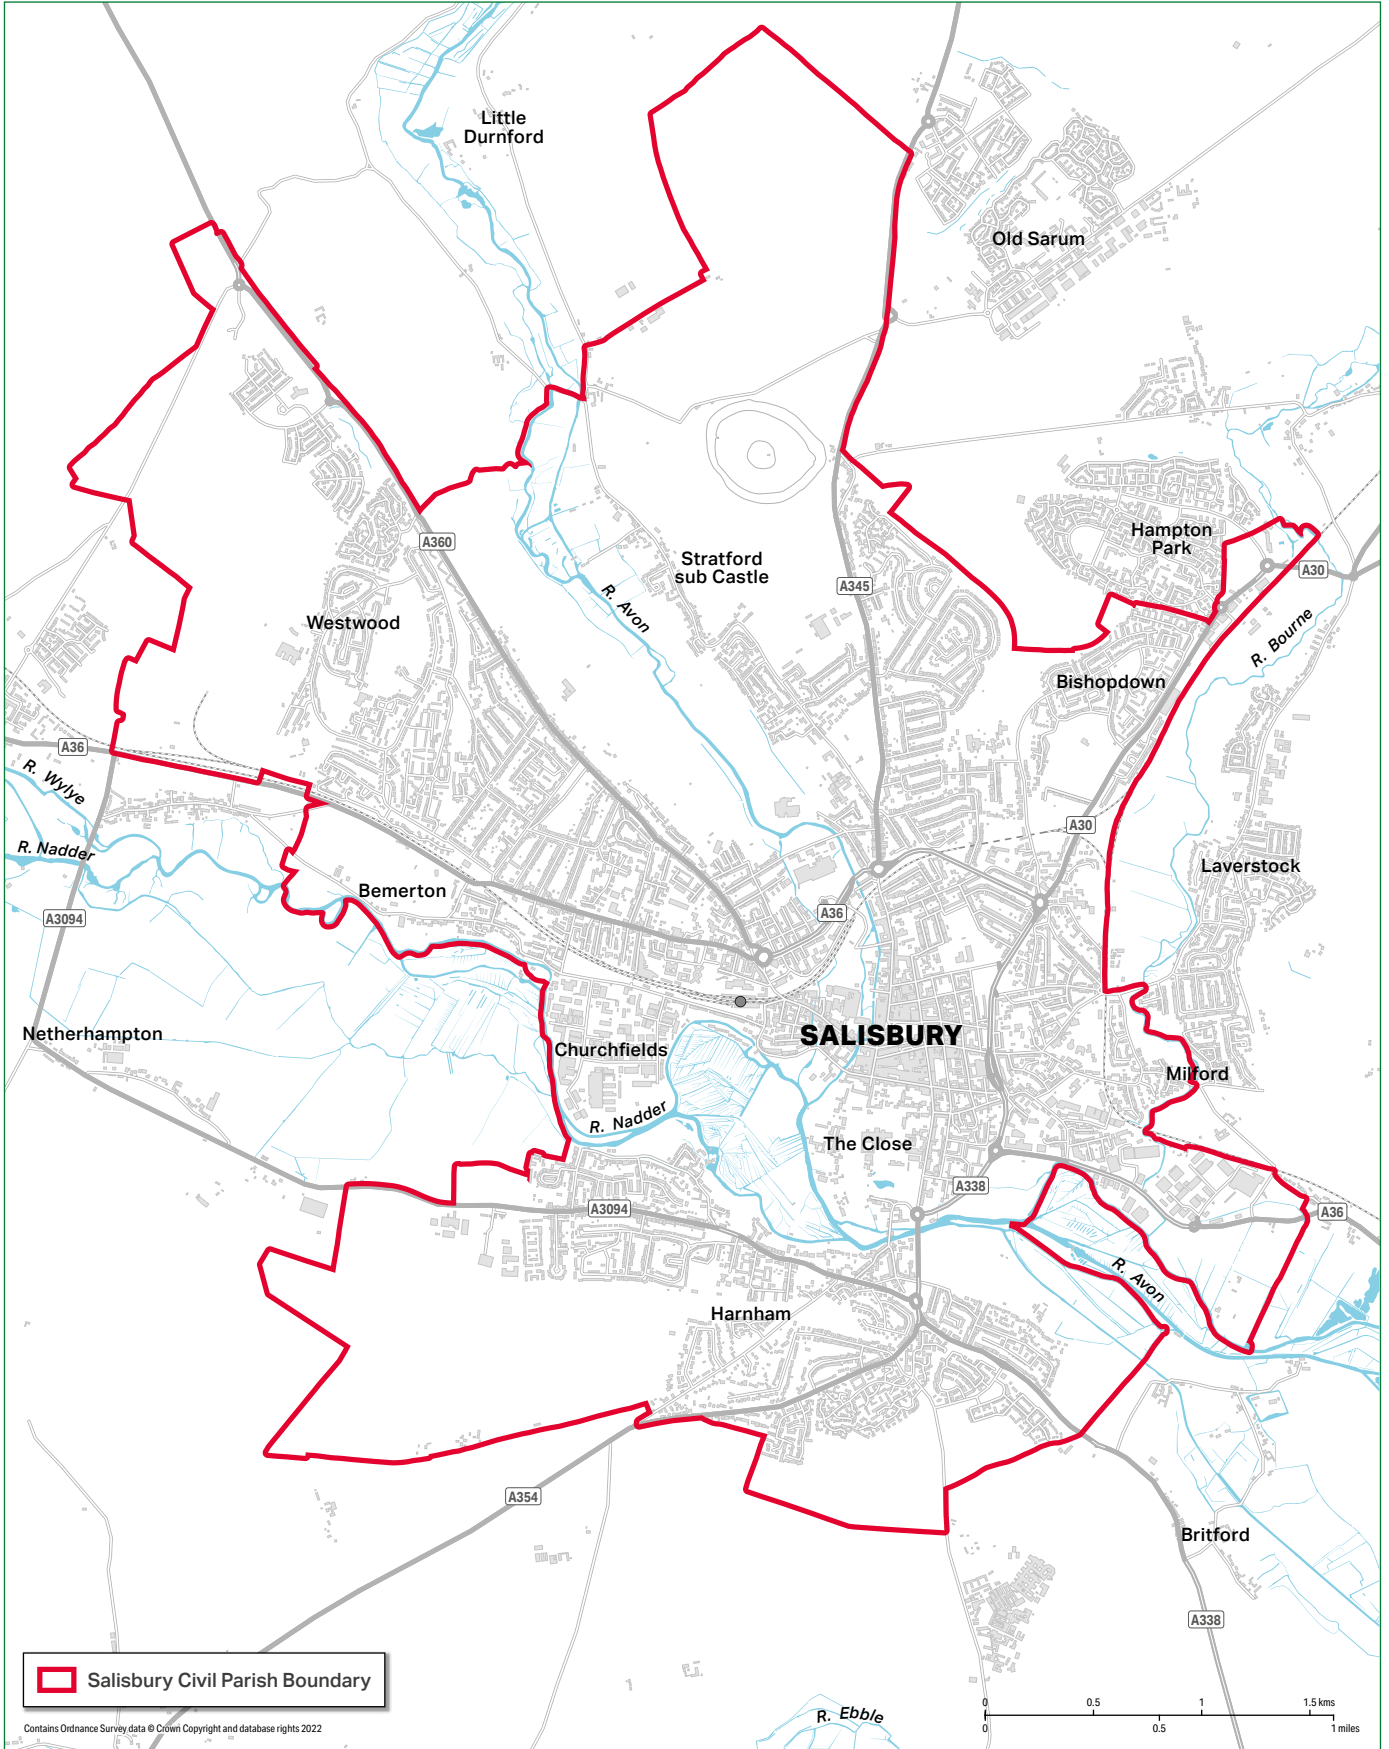 Little
Durnford
Old Sarum
Hampton
Park
A360
Stratford
sub Castle
A345
A30
R. Avon
Westwood
R. Bourne
Bishopdown
A36
R. Wylye
A30
R. Nadder
Laverstock
Bemerton
A3094
A36
Netherhampton
SALISBURY
Churchfields
Milford
R. Nadder
The Close
A338
A3094
A36
R. Avon
Harnham
A354
Britford
A338
Salisbury Civil Parish Boundary
R. Ebble
0 0.5 1 1.5 kms
0 0.5 1 miles
Contains Ordnance Survey data © Crown Copyright and database rights 2022